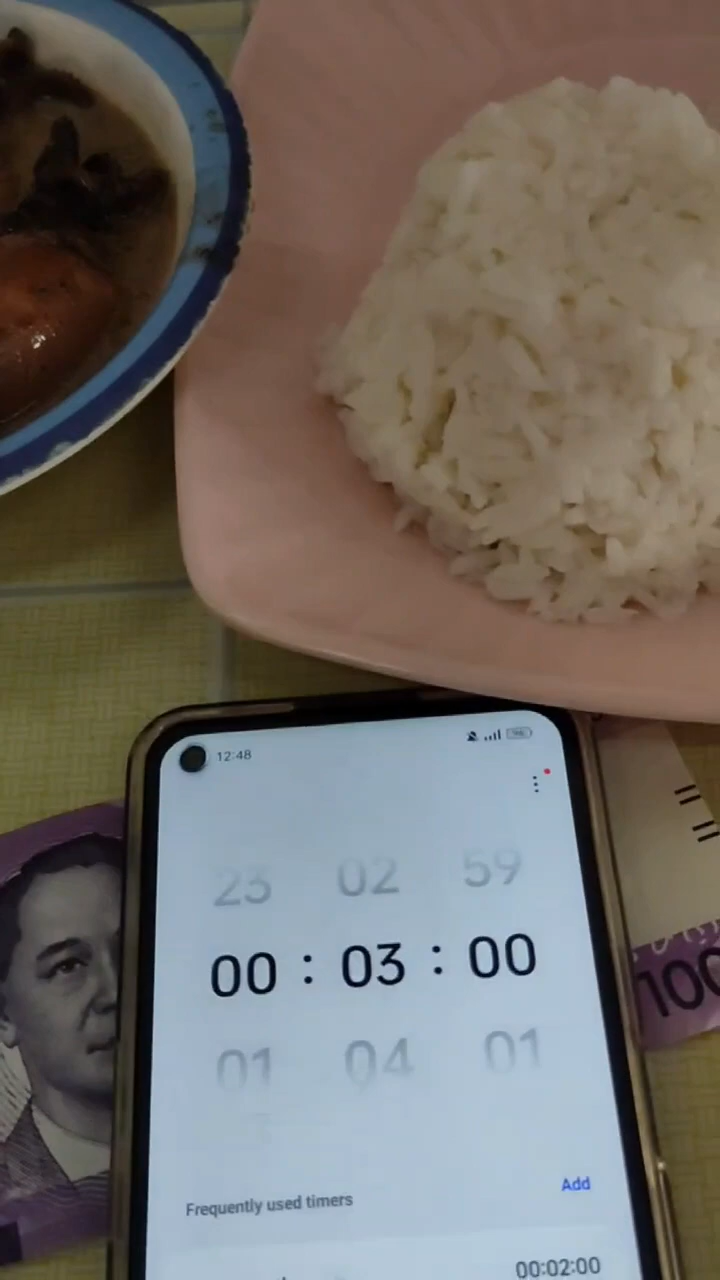 12:48
23 02 59
00 : 03 : 00
100
01 04 01
Add
Frequently used timers
00:02:00